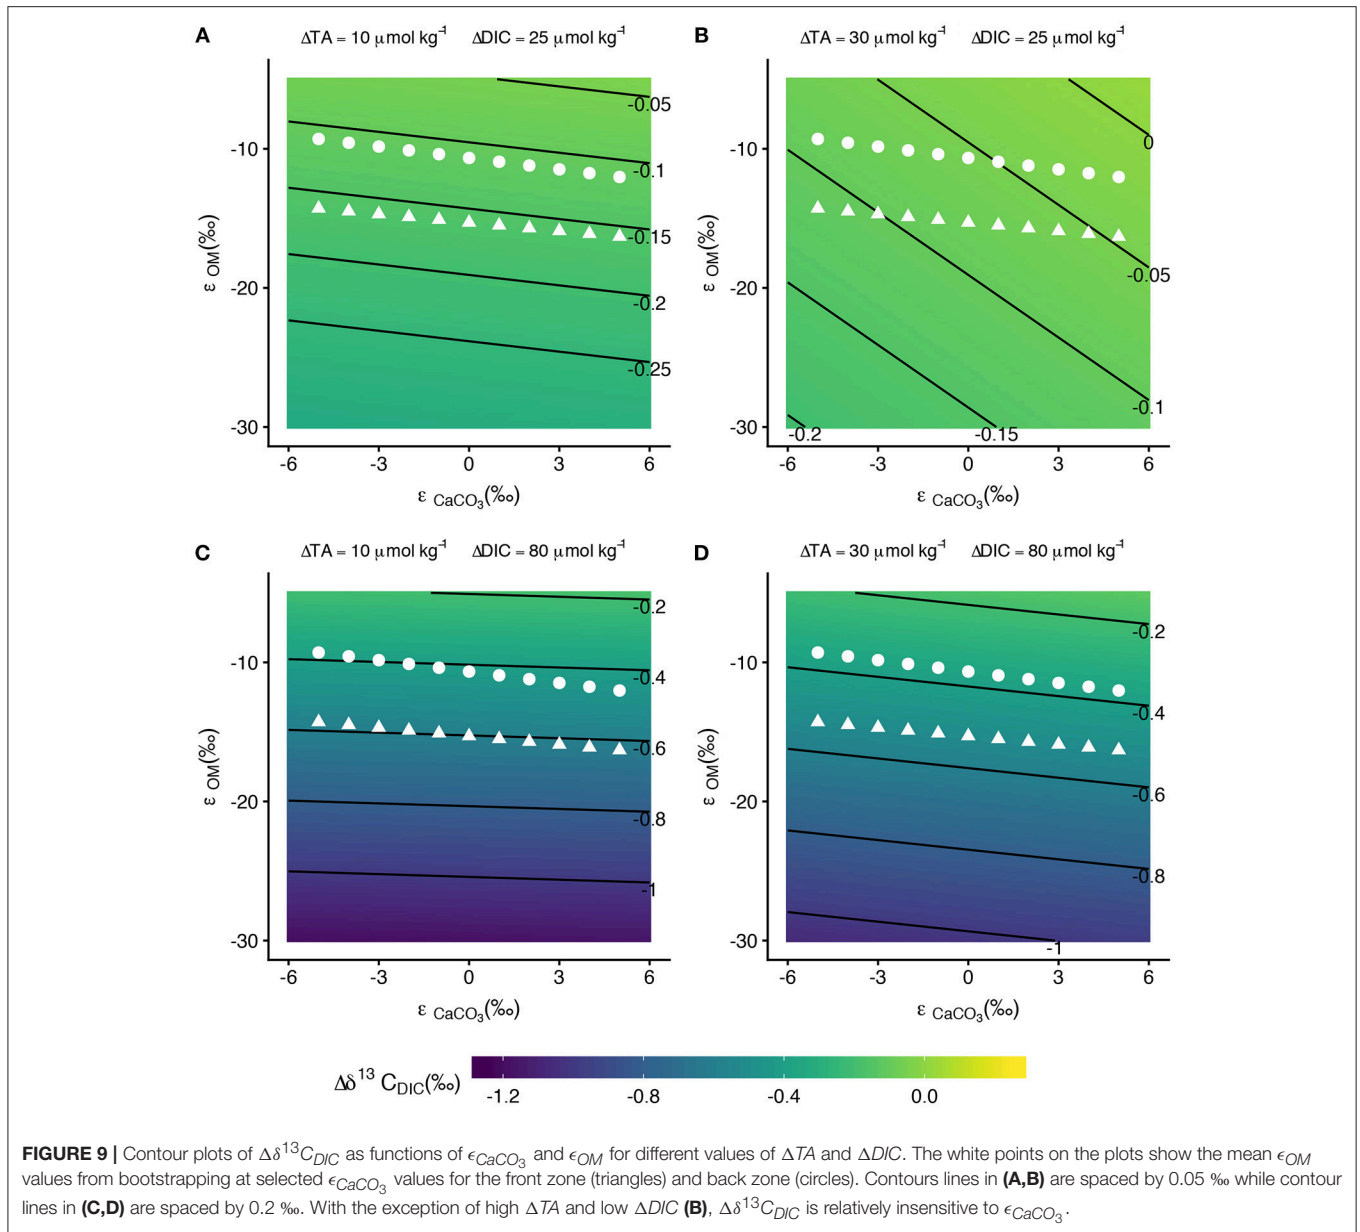 A
ΔTA = 10 μmol kg⁻¹ ΔDIC = 25 μmol kg⁻¹
-0.05
-0.1
-0.15
-0.2
-0.25
-10
-20
-30
ε OM(‰)
-6 -3 0 3 6
ε CaCO₃(‰)
B
ΔTA = 30 μmol kg⁻¹ ΔDIC = 25 μmol kg⁻¹
0
-0.05
-0.1
-0.15
-0.2
-10
-20
-30
ε OM(‰)
-6 -3 0 3 6
ε CaCO₃(‰)
C
ΔTA = 10 μmol kg⁻¹ ΔDIC = 80 μmol kg⁻¹
-0.2
-0.4
-0.6
-0.8
-1
-10
-20
-30
ε OM(‰)
-6 -3 0 3 6
ε CaCO₃(‰)
D
ΔTA = 30 μmol kg⁻¹ ΔDIC = 80 μmol kg⁻¹
-0.2
-0.4
-0.6
-0.8
-1
-10
-20
-30
ε OM(‰)
-6 -3 0 3 6
ε CaCO₃(‰)
Δδ¹³ C_DIC(‰)
-1.2 -0.8 -0.4 0.0
FIGURE 9 | Contour plots of Δδ¹³C_DIC as functions of ϵ_CaCO₃ and ϵ_OM for different values of ΔTA and ΔDIC. The white points on the plots show the mean ϵ_OM
values from bootstrapping at selected ϵ_CaCO₃ values for the front zone (triangles) and back zone (circles). Contours lines in (A,B) are spaced by 0.05 ‰ while contour
lines in (C,D) are spaced by 0.2 ‰. With the exception of high ΔTA and low ΔDIC (B), Δδ¹³C_DIC is relatively insensitive to ϵ_CaCO₃.